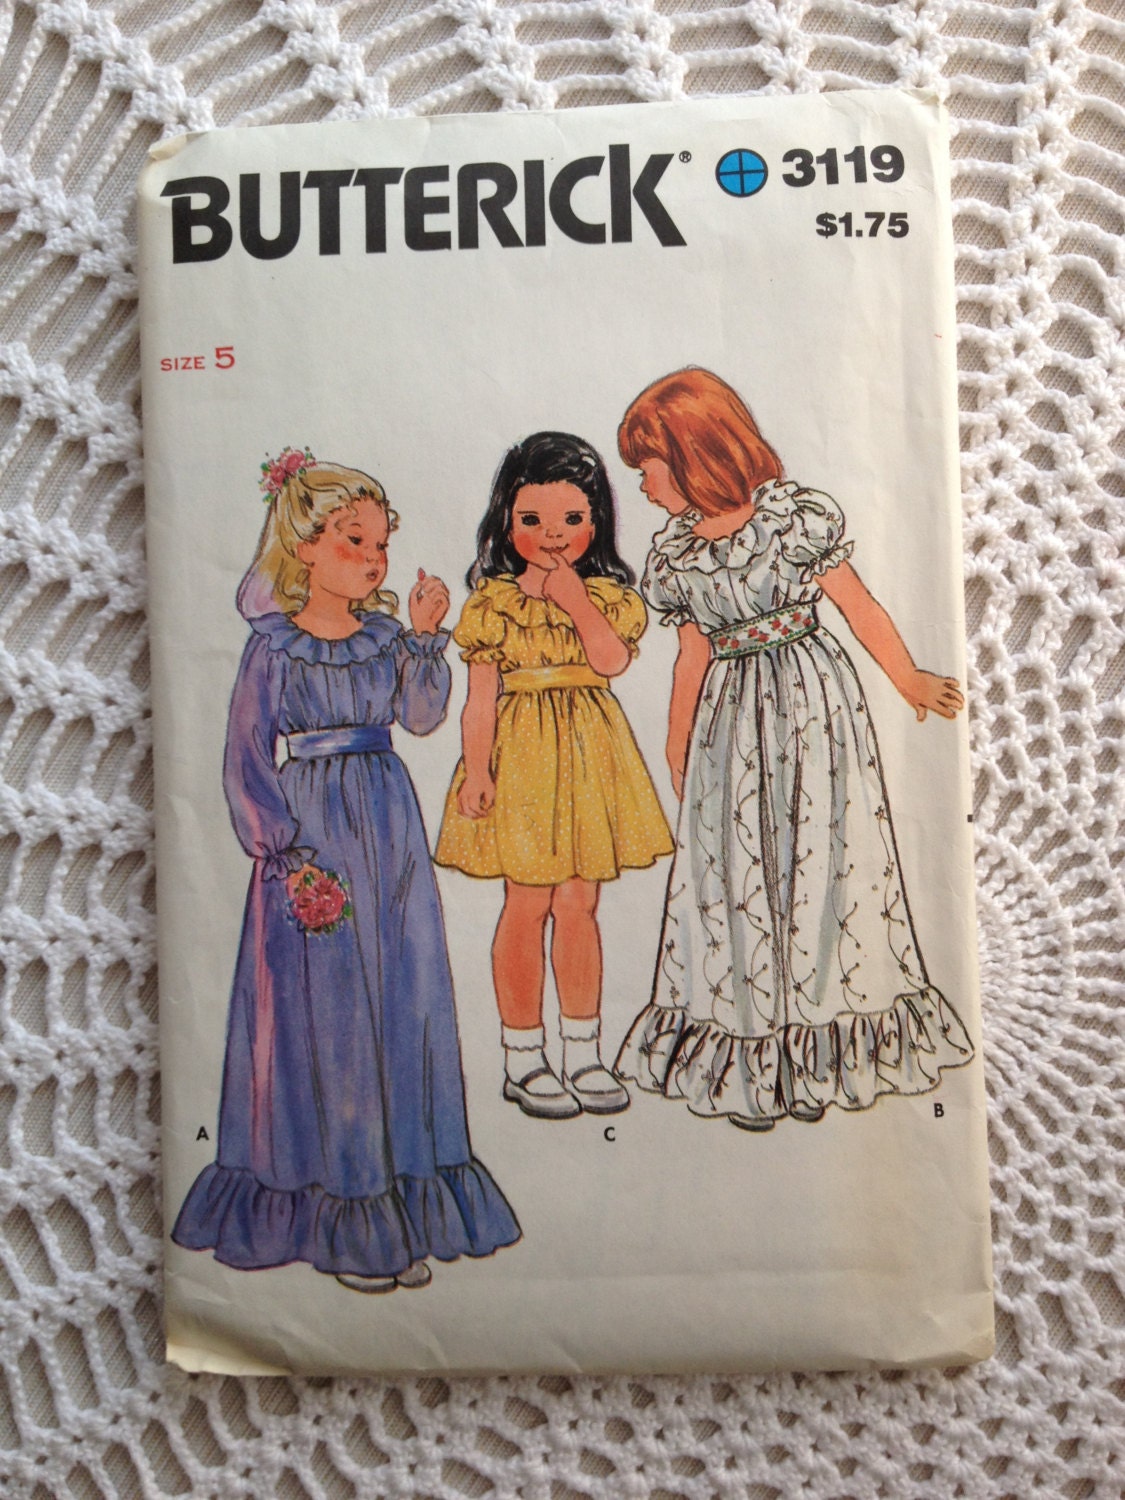 BUTTERICK® 3119
$1.75
SIZE 5
A
C
B